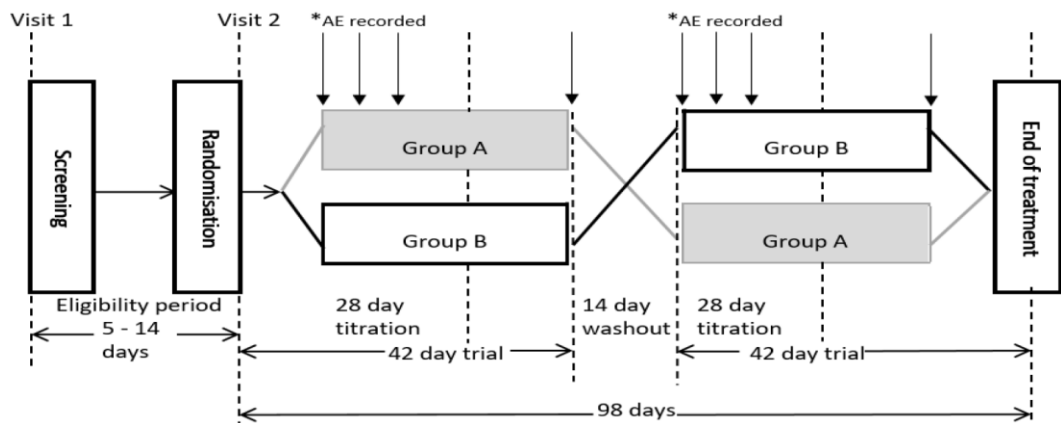 Visit 1
Visit 2
*AE recorded
*AE recorded
Screening
Randomisation
Group A
Group B
Group B
Group A
End of treatment
Eligibility period
5 - 14
days
28 day
titration
14 day
washout
28 day
titration
42 day trial
42 day trial
98 days